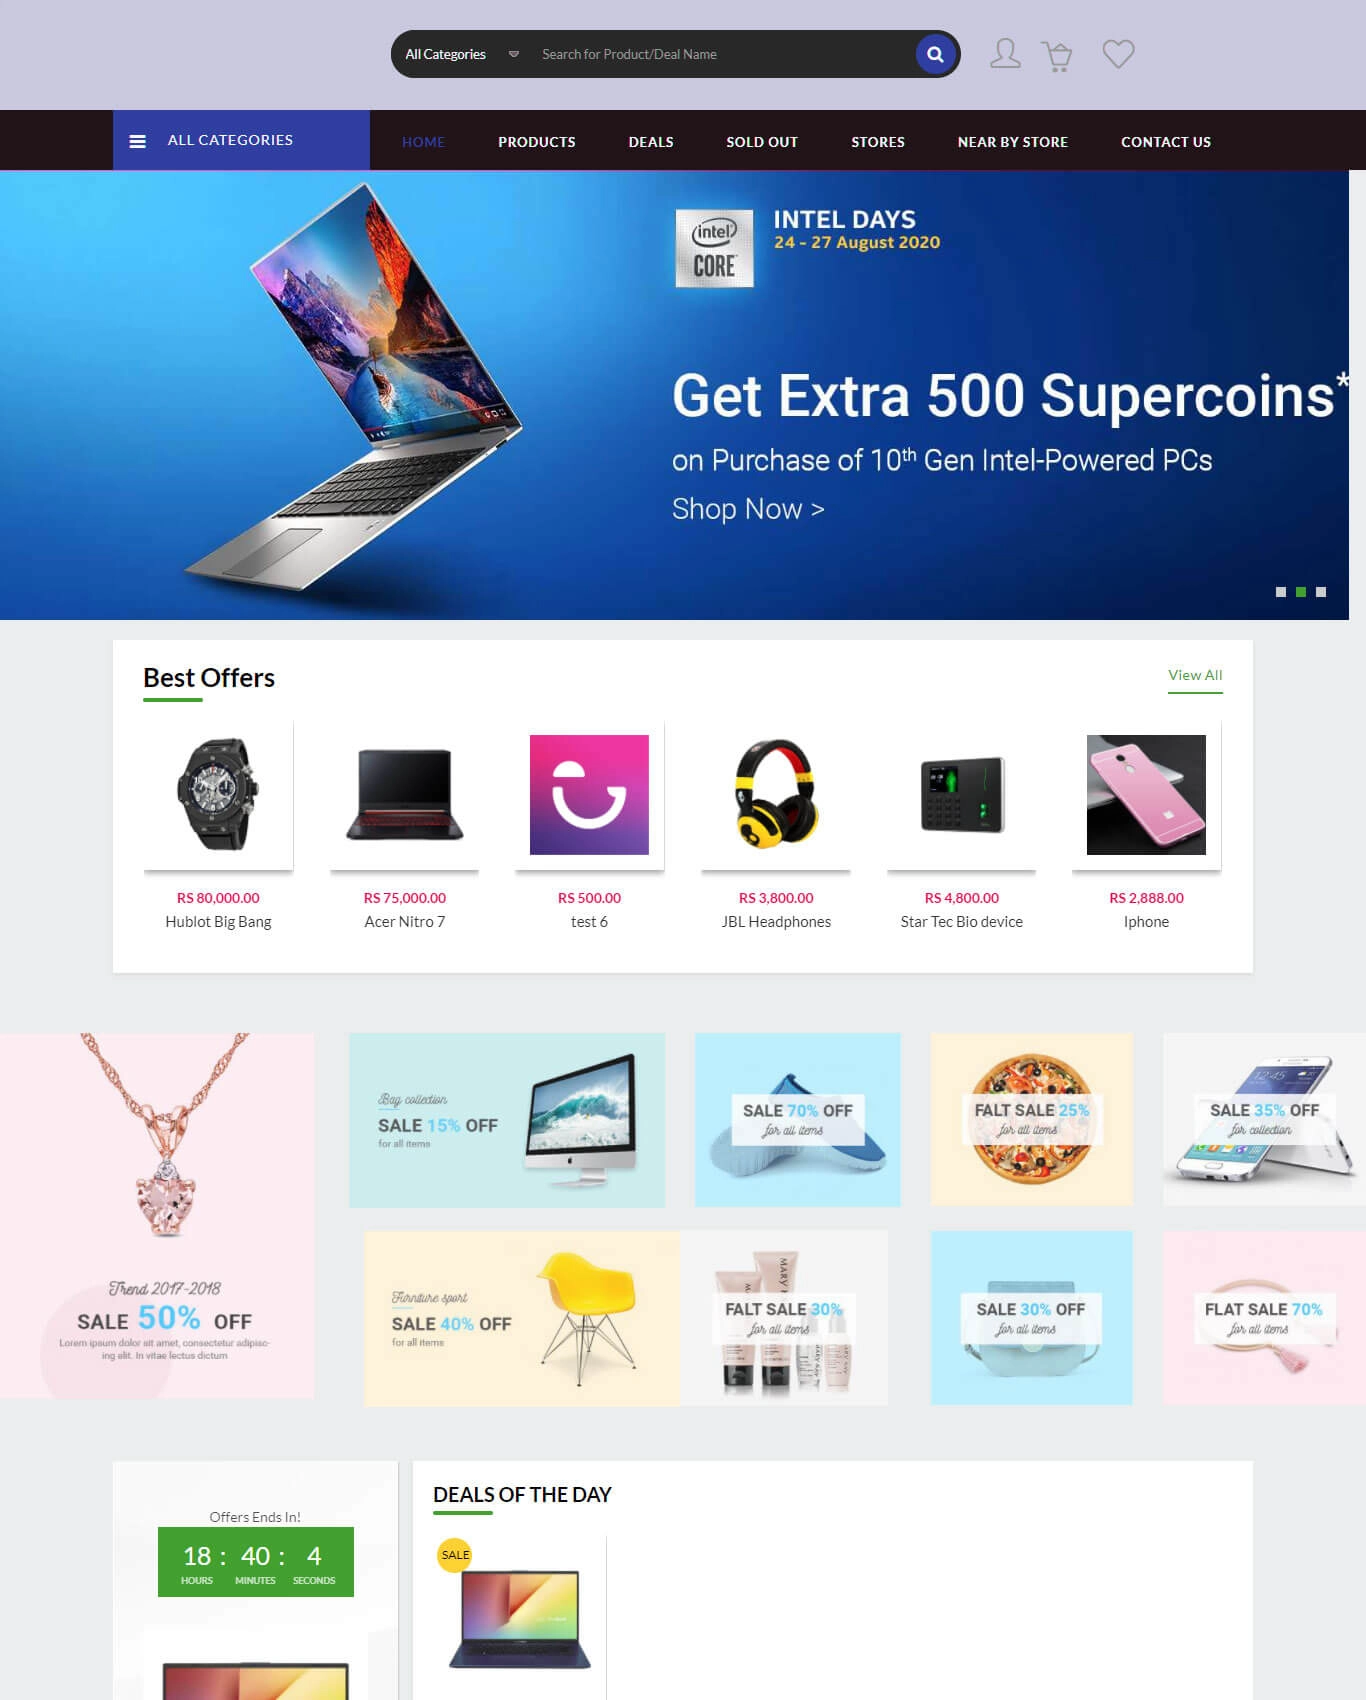 All Categories
Search for Product/Deal Name
ALL CATEGORIES
HOME
PRODUCTS
DEALS
SOLD OUT
STORES
NEAR BY STORE
CONTACT US
intel
CORE
INTEL DAYS
24 - 27 August 2020
Get Extra 500 Supercoins*
on Purchase of 10th Gen Intel-Powered PCs
Shop Now >
Best Offers
View All
RS 80,000.00
Hublot Big Bang
RS 75,000.00
Acer Nitro 7
RS 500.00
test 6
RS 3,800.00
JBL Headphones
RS 4,800.00
Star Tec Bio device
RS 2,888.00
Iphone
Trend 2017-2018
SALE 50% OFF
Lorem ipsum dolor sit amet, consectetur adipisc-
ing elit. In vitae lectus dictum
Bag collection
SALE 15% OFF
for all items
SALE 70% OFF
for all items
FALT SALE 25%
for all items
12:45
SALE 35% OFF
for collection
Furniture sport
SALE 40% OFF
for all items
MARY KAY
FALT SALE 30%
for all items
SALE 30% OFF
for all items
FLAT SALE 70%
for all items
Offers Ends In!
18 : 40 : 4
HOURS MINUTES SECONDS
DEALS OF THE DAY
SALE